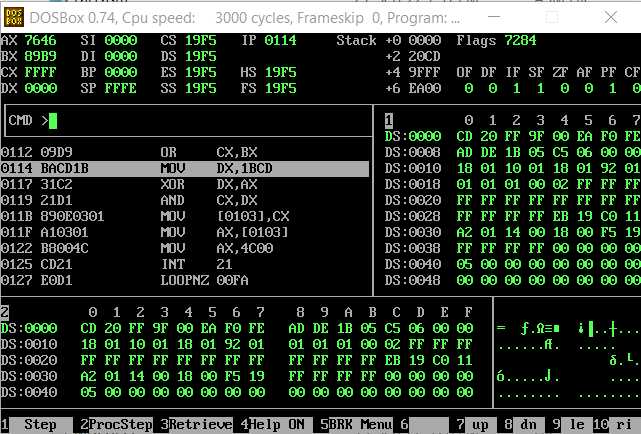 DOSBox 0.74, Cpu speed: 3000 cycles, Frameskip 0, Program: ...
AX 7646 SI 0000 CS 19F5 IP 0114 Stack +0 0000 Flags 7284
BX 89B9 DI 0000 DS 19F5 +2 20CD
CX FFFF BP 0000 ES 19F5 HS 19F5 +4 9FFF OF DF IF SF ZF AF PF CF
DX 0000 SP FFFE SS 19F5 FS 19F5 +6 EA00 0 0 1 1 0 0 1 0
CMD >
1 0 1 2 3 4 5 6 7
DS:0000 CD 20 FF 9F 00 EA F0 FE
0112 09D9 OR CX,BX DS:0008 AD DE 1B 05 C5 06 00 00
0114 BACD1B MOV DX,1BCD DS:0010 18 01 10 01 18 01 92 01
0117 31C2 XOR DX,AX DS:0018 01 01 01 00 02 FF FF FF
0119 21D1 AND CX,DX DS:0020 FF FF FF FF FF FF FF FF
011B 890E0301 MOV [0103],CX DS:0028 FF FF FF FF EB 19 C0 11
011F A10301 MOV AX,[0103] DS:0030 A2 01 14 00 18 00 F5 19
0122 B8004C MOV AX,4C00 DS:0038 FF FF FF FF 00 00 00 00
0125 CD21 INT 21 DS:0040 05 00 00 00 00 00 00 00
0127 E0D1 LOOPNZ 00FA DS:0048 00 00 00 00 00 00 00 00
2 0 1 2 3 4 5 6 7 8 9 A B C D E F
DS:0000 CD 20 FF 9F 00 EA F0 FE AD DE 1B 05 C5 06 00 00
DS:0010 18 01 10 01 18 01 92 01 01 01 01 00 02 FF FF FF
DS:0020 FF FF FF FF FF FF FF FF FF FF FF FF EB 19 C0 11
DS:0030 A2 01 14 00 18 00 F5 19 FF FF FF FF 00 00 00 00
DS:0040 05 00 00 00 00 00 00 00 00 00 00 00 00 00 00 00
1 Step 2ProcStep 3Retrieve 4Help ON 5BRK Menu 6 7 up 8 dn 9 le 10 ri